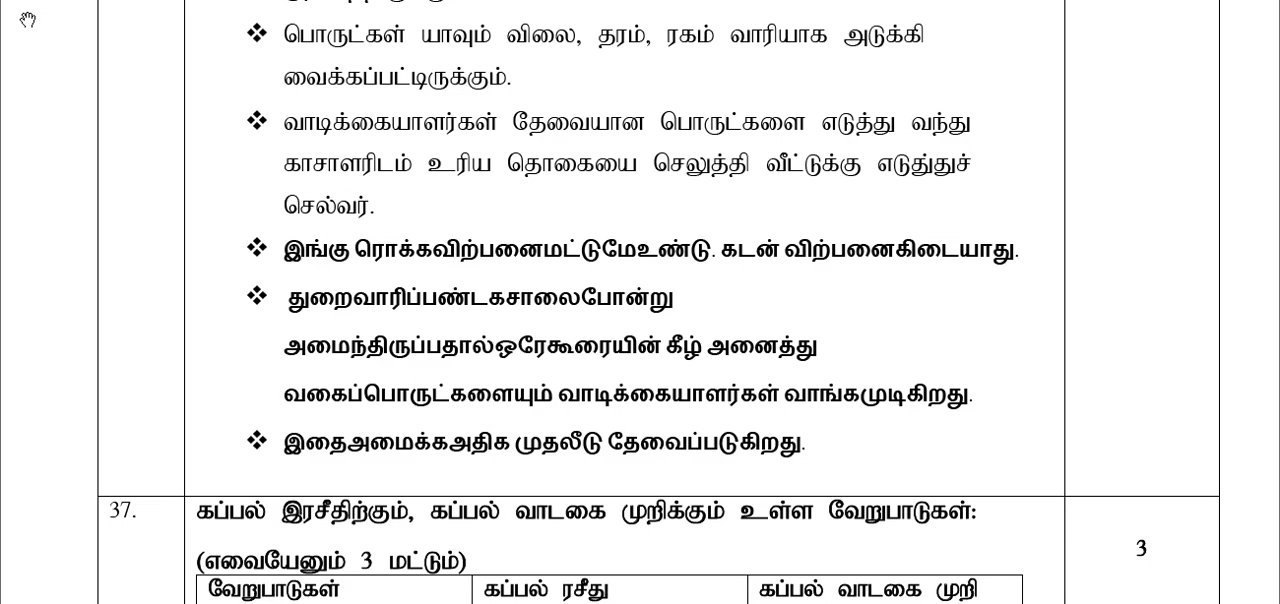 ❖ பொருட்கள் யாவும் விலை, தரம், ரகம் வாரியாக அடுக்கி
வைக்கப்பட்டிருக்கும்.
❖ வாடிக்கையாளர்கள் தேவையான பொருட்களை எடுத்து வந்து
காசாளரிடம் உரிய தொகையை செலுத்தி வீட்டுக்கு எடுத்துச்
செல்வர்.
❖ இங்கு ரொக்கவிற்பனைமட்டுமேஉண்டு. கடன் விற்பனைகிடையாது.
❖ துறைவாரிப்பண்டகசாலைபோன்று
அமைந்திருப்பதால்ஒரேகூரையின் கீழ் அனைத்து
வகைப்பொருட்களையும் வாடிக்கையாளர்கள் வாங்கமுடிகிறது.
❖ இதைஅமைக்கஅதிக முதலீடு தேவைப்படுகிறது.
37. கப்பல் இரசீதிற்கும், கப்பல் வாடகை முறிக்கும் உள்ள வேறுபாடுகள்:
(எவையேனும் 3 மட்டும்)
3
வேறுபாடுகள் கப்பல் ரசீது கப்பல் வாடகை முறி